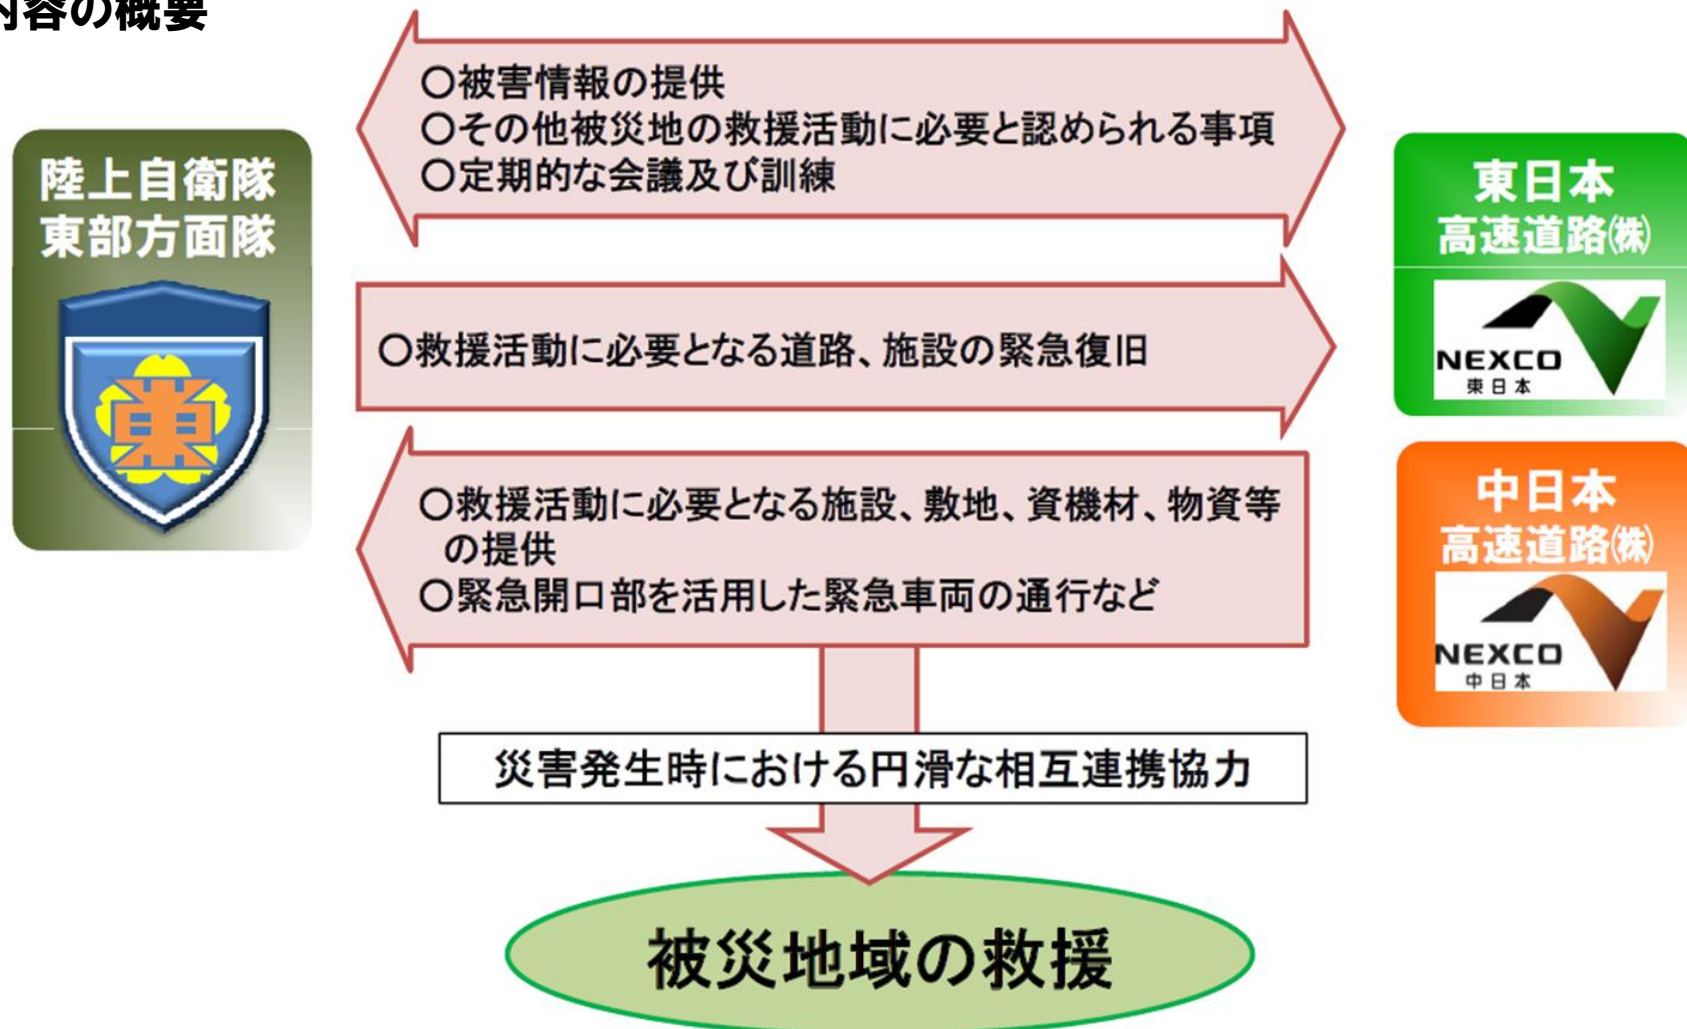 内容の概要
〇被害情報の提供
〇その他被災地の救援活動に必要と認められる事項
〇定期的な会議及び訓練
陸上自衛隊
東部方面隊
東
〇救援活動に必要となる道路、施設の緊急復旧
〇救援活動に必要となる施設、敷地、資機材、物資等
の提供
〇緊急開口部を活用した緊急車両の通行など
東日本
高速道路㈱
NEXCO
東日本
中日本
高速道路㈱
NEXCO
中日本
災害発生時における円滑な相互連携協力
被災地域の救援